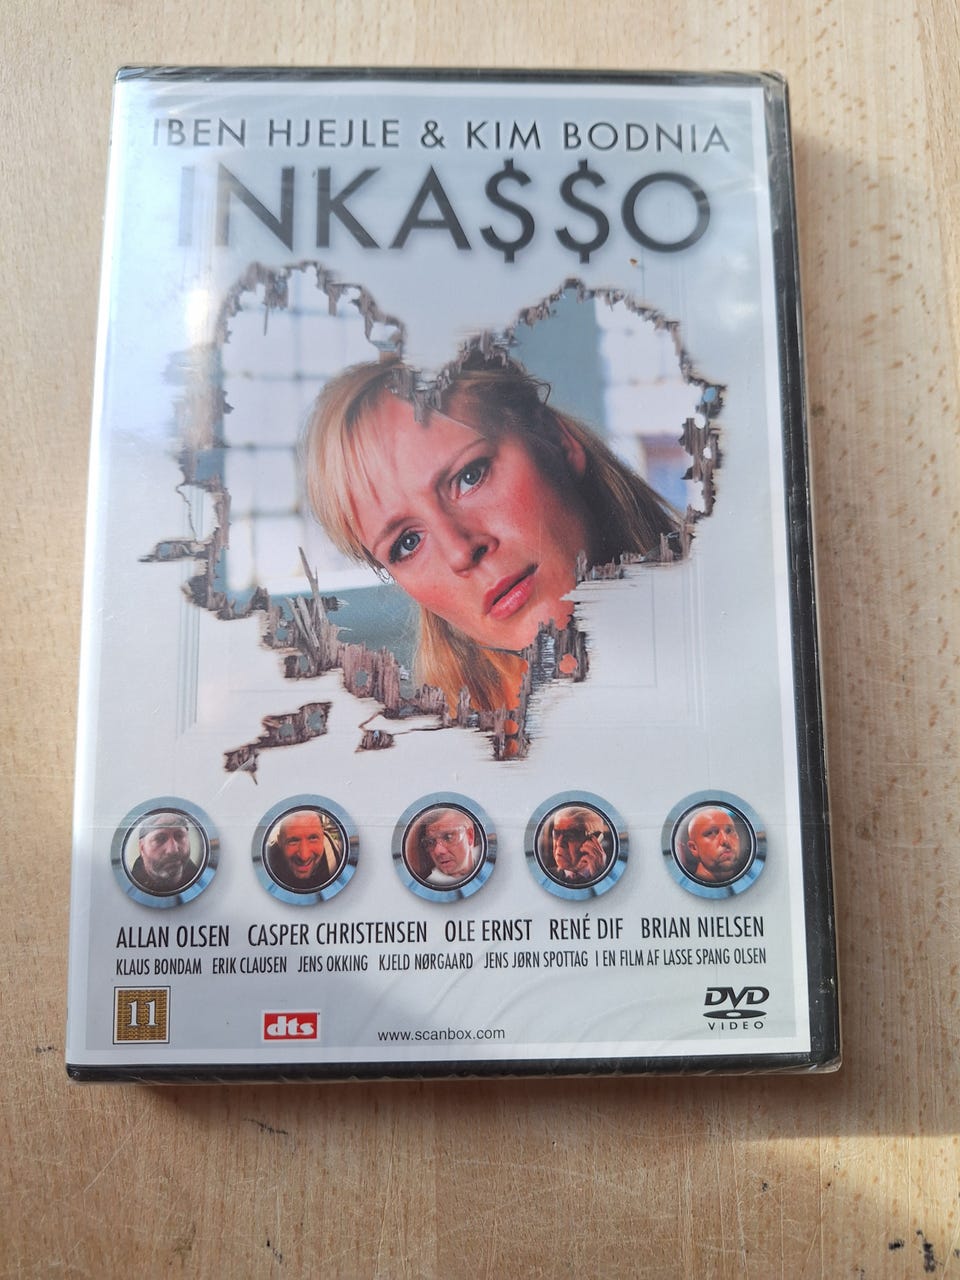 IBEN HJEJLE & KIM BODNIA
INKA$$O
ALLAN OLSEN CASPER CHRISTENSEN OLE ERNST RENÉ DIF BRIAN NIELSEN
KLAUS BONDAM ERIK CLAUSEN JENS OKKING KJELD NØRGAARD JENS JØRN SPOTTAG I EN FILM AF LASSE SPANG OLSEN
11
dts
www.scanbox.com
DVD
VIDEO